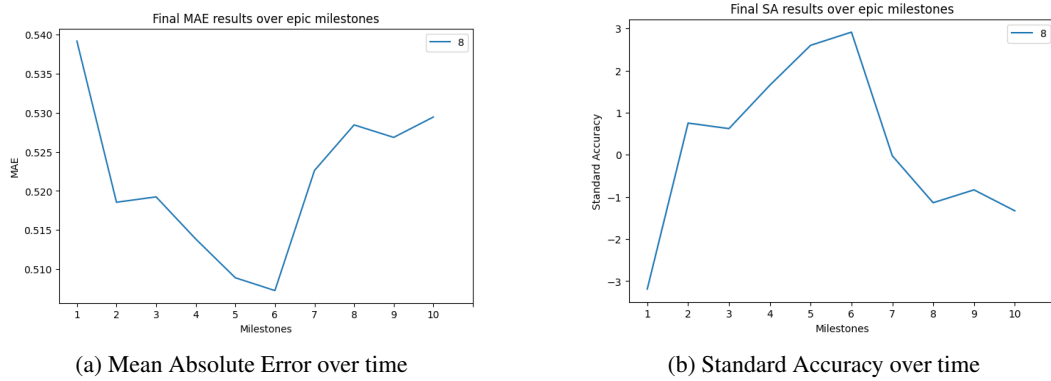 Final MAE results over epic milestones
8
0.540
0.535
0.530
0.525
0.520
0.515
0.510
MAE
1 2 3 4 5 6 7 8 9 10
Milestones
(a) Mean Absolute Error over time
Final SA results over epic milestones
8
3
2
1
0
−1
−2
−3
Standard Accuracy
1 2 3 4 5 6 7 8 9 10
Milestones
(b) Standard Accuracy over time